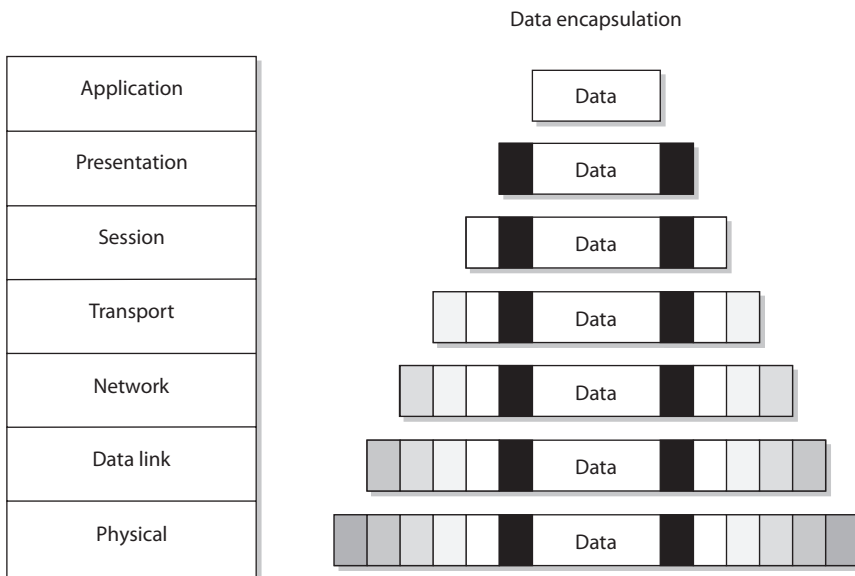 Data encapsulation
Application
Data
Presentation
Data
Session
Data
Transport
Data
Network
Data
Data link
Data
Physical
Data